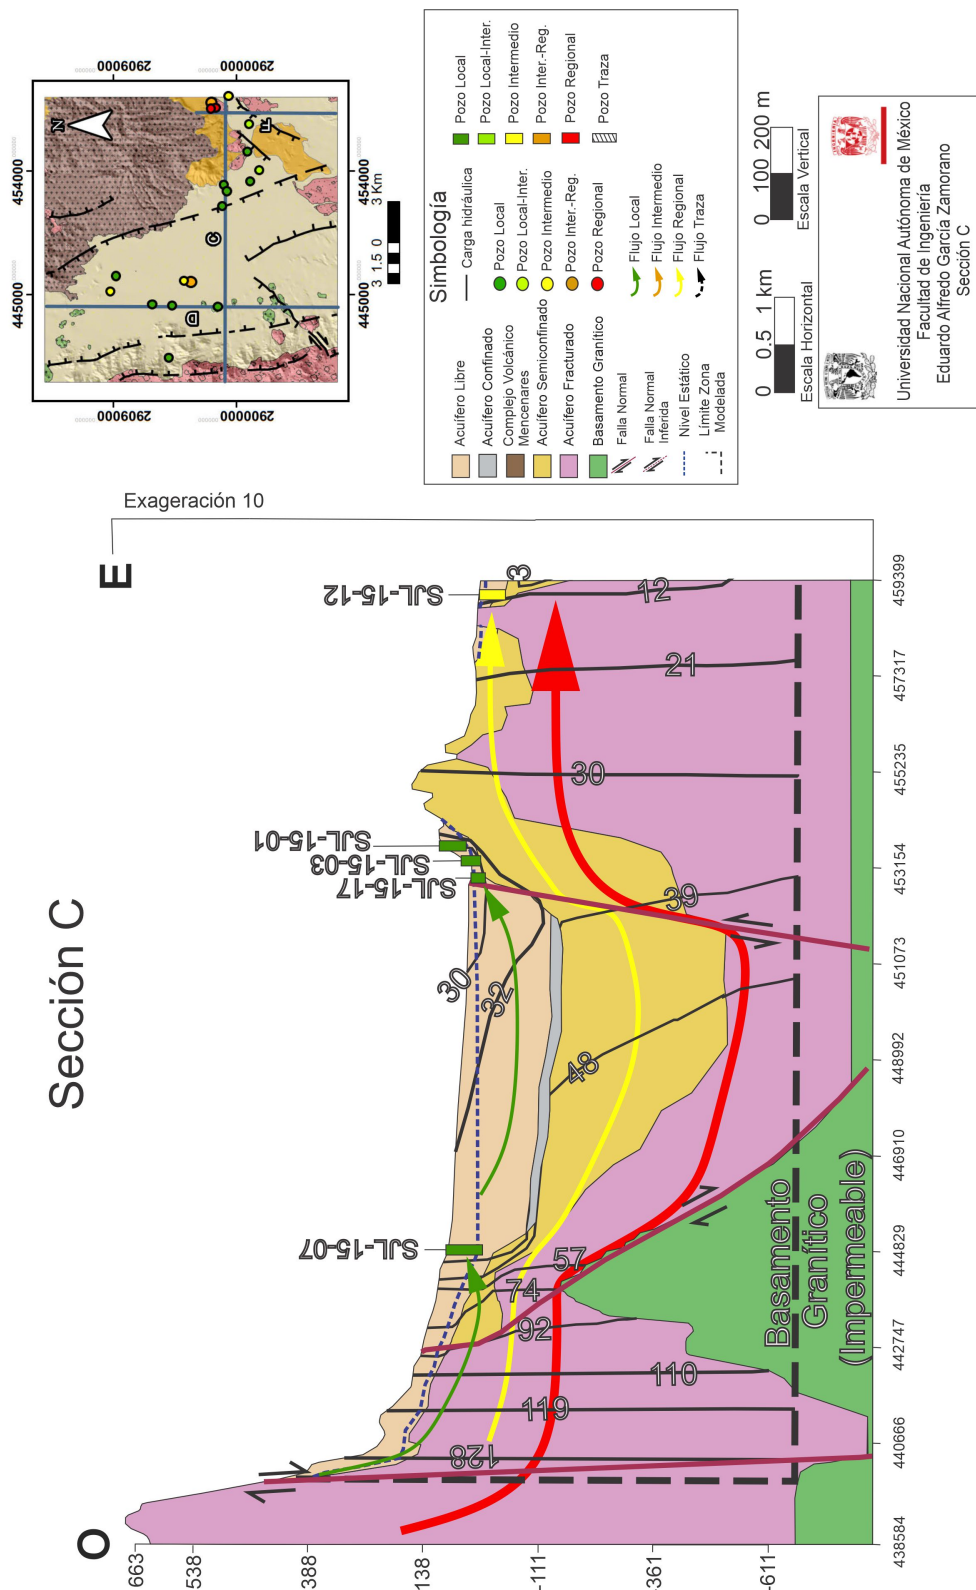 Sección C
O
E
Exageración 10
663
538
388
138
-111
-361
-611
438584
440666
442747
444829
446910
448992
451073
453154
455235
457317
459399
SJL-15-07
SJL-15-17
SJL-15-03
SJL-15-01
SJL-15-12
128
119
110
92
74
57
48
39
32
30
30
21
12
3
Basamento
Granítico
(Impermeable)
445000
454000
2906000
2900000
2906000
2900000
445000
454000
N
C
D
F
3 1.5 0 3 Km
Simbología
Acuífero Libre
Acuífero Confinado
Complejo Volcánico
Mencenares
Acuífero Semiconfinado
Acuífero Fracturado
Basamento Granítico
Falla Normal
Falla Normal
Inferida
Nivel Estático
Límite Zona
Modelada
Carga hidráulica
Pozo Local
Pozo Local-Inter.
Pozo Intermedio
Pozo Inter.-Reg.
Pozo Regional
Flujo Local
Flujo Intermedio
Flujo Regional
Flujo Traza
Pozo Local
Pozo Local-Inter.
Pozo Intermedio
Pozo Inter.-Reg.
Pozo Regional
Pozo Traza
0 0.5 1 km
Escala Horizontal
0 100 200 m
Escala Vertical
Universidad Nacional Autónoma de México
Facultad de Ingeniería
Eduardo Alfredo García Zamorano
Sección C